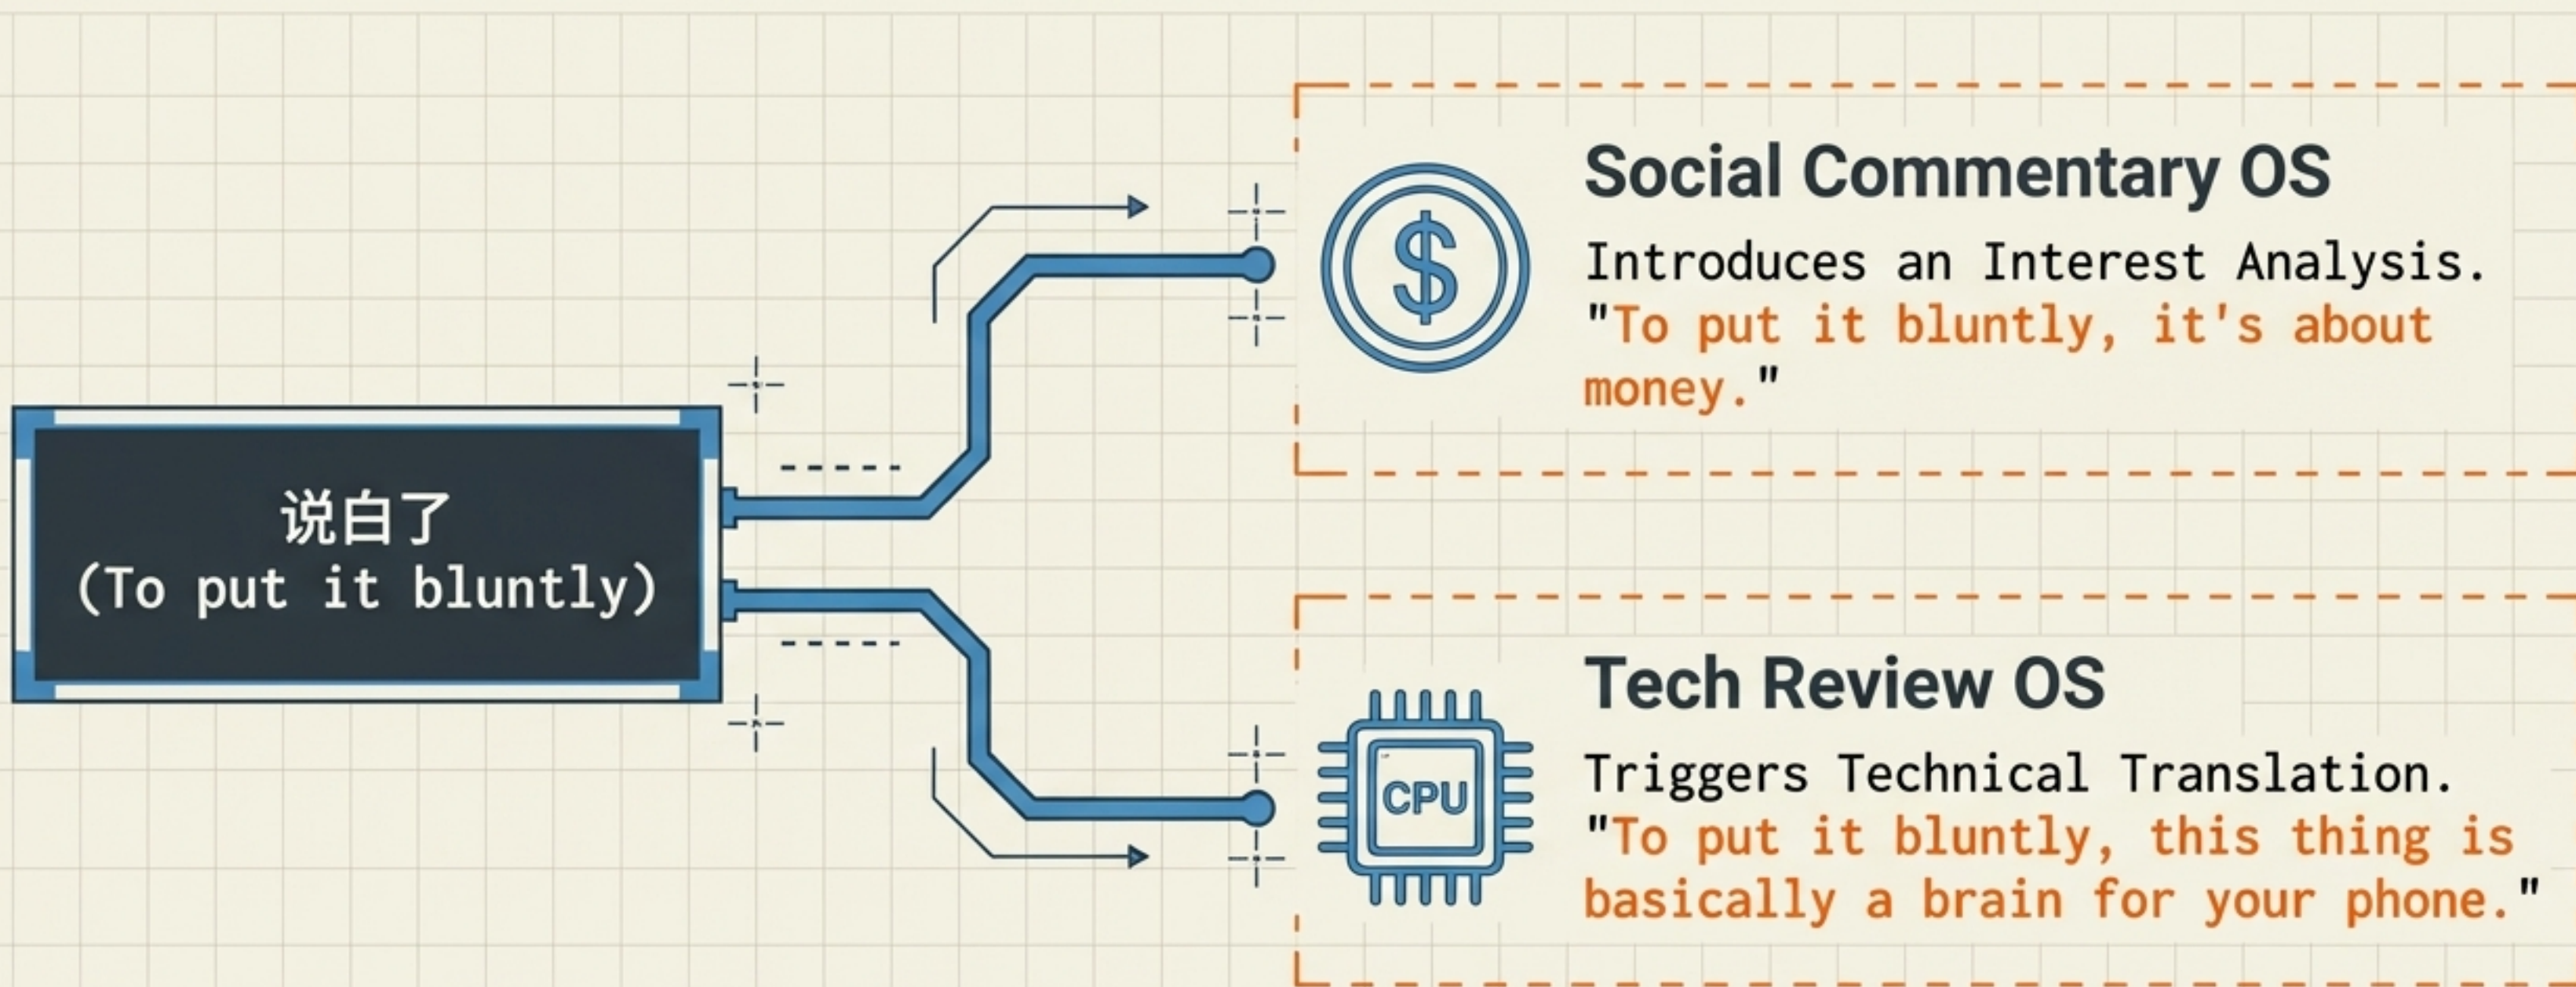 说白了
(To put it bluntly)
Social Commentary OS
Introduces an Interest Analysis.
"To put it bluntly, it's about
money."
Tech Review OS
Triggers Technical Translation.
"To put it bluntly, this thing is
basically a brain for your phone."
$
CPU